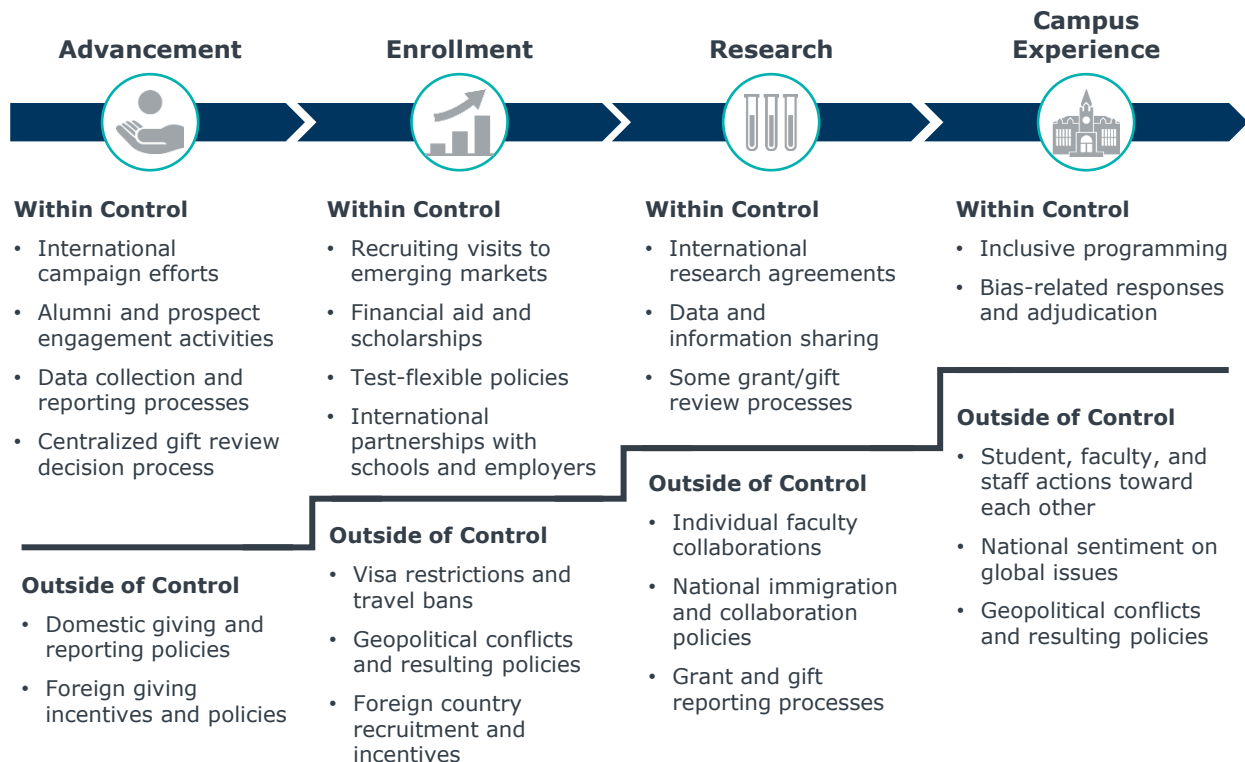 Advancement
Enrollment
Research
Campus
Experience
Within Control
• International
campaign efforts
• Alumni and prospect
engagement activities
• Data collection and
reporting processes
• Centralized gift review
decision process
Outside of Control
• Domestic giving and
reporting policies
• Foreign giving
incentives and policies
Within Control
• Recruiting visits to
emerging markets
• Financial aid and
scholarships
• Test-flexible policies
• International
partnerships with
schools and employers
Outside of Control
• Visa restrictions and
travel bans
• Geopolitical conflicts
and resulting policies
• Foreign country
recruitment and
incentives
Within Control
• International
research agreements
• Data and
information sharing
• Some grant/gift
review processes
Outside of Control
• Individual faculty
collaborations
• National immigration
and collaboration
policies
• Grant and gift
reporting processes
Within Control
• Inclusive programming
• Bias-related responses
and adjudication
Outside of Control
• Student, faculty, and
staff actions toward
each other
• National sentiment on
global issues
• Geopolitical conflicts
and resulting policies